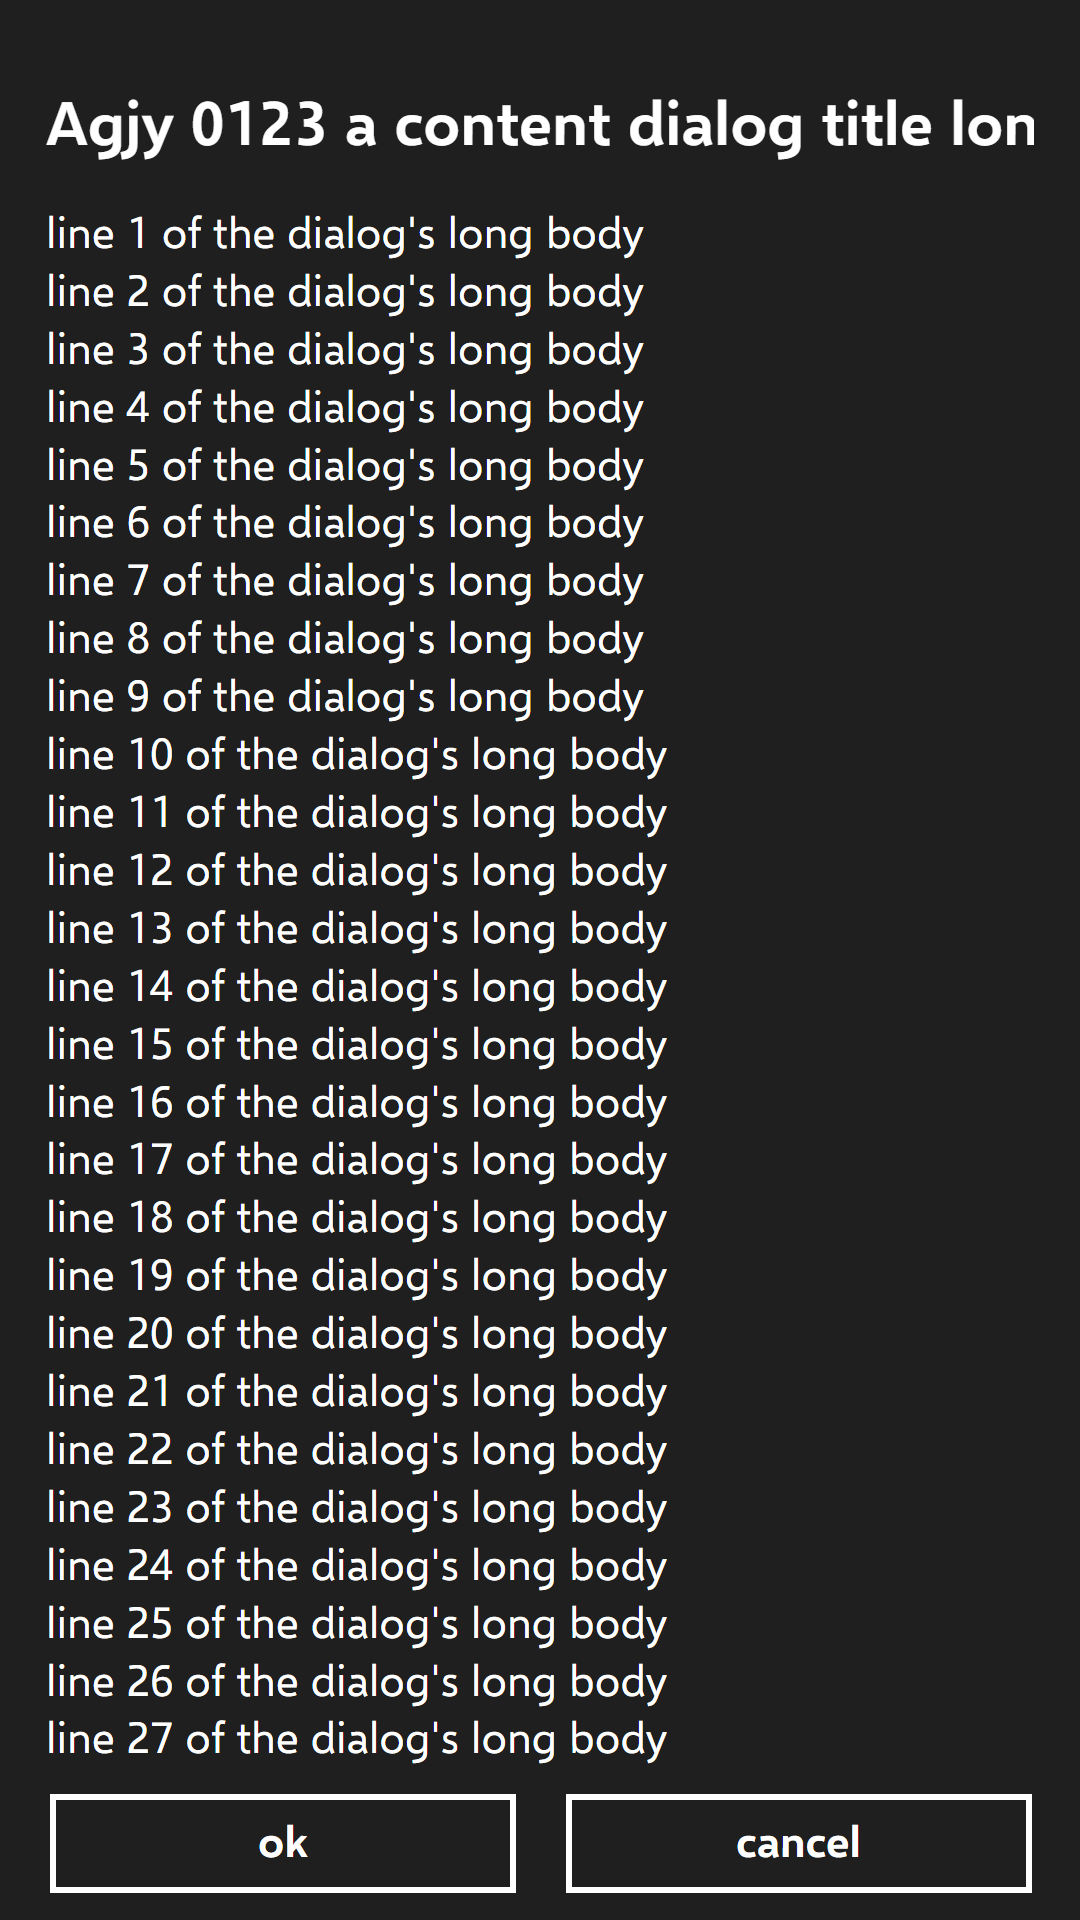 Agjy 0123 a content dialog title lon
line 1 of the dialog's long body
line 2 of the dialog's long body
line 3 of the dialog's long body
line 4 of the dialog's long body
line 5 of the dialog's long body
line 6 of the dialog's long body
line 7 of the dialog's long body
line 8 of the dialog's long body
line 9 of the dialog's long body
line 10 of the dialog's long body
line 11 of the dialog's long body
line 12 of the dialog's long body
line 13 of the dialog's long body
line 14 of the dialog's long body
line 15 of the dialog's long body
line 16 of the dialog's long body
line 17 of the dialog's long body
line 18 of the dialog's long body
line 19 of the dialog's long body
line 20 of the dialog's long body
line 21 of the dialog's long body
line 22 of the dialog's long body
line 23 of the dialog's long body
line 24 of the dialog's long body
line 25 of the dialog's long body
line 26 of the dialog's long body
line 27 of the dialog's long body
ok
cancel